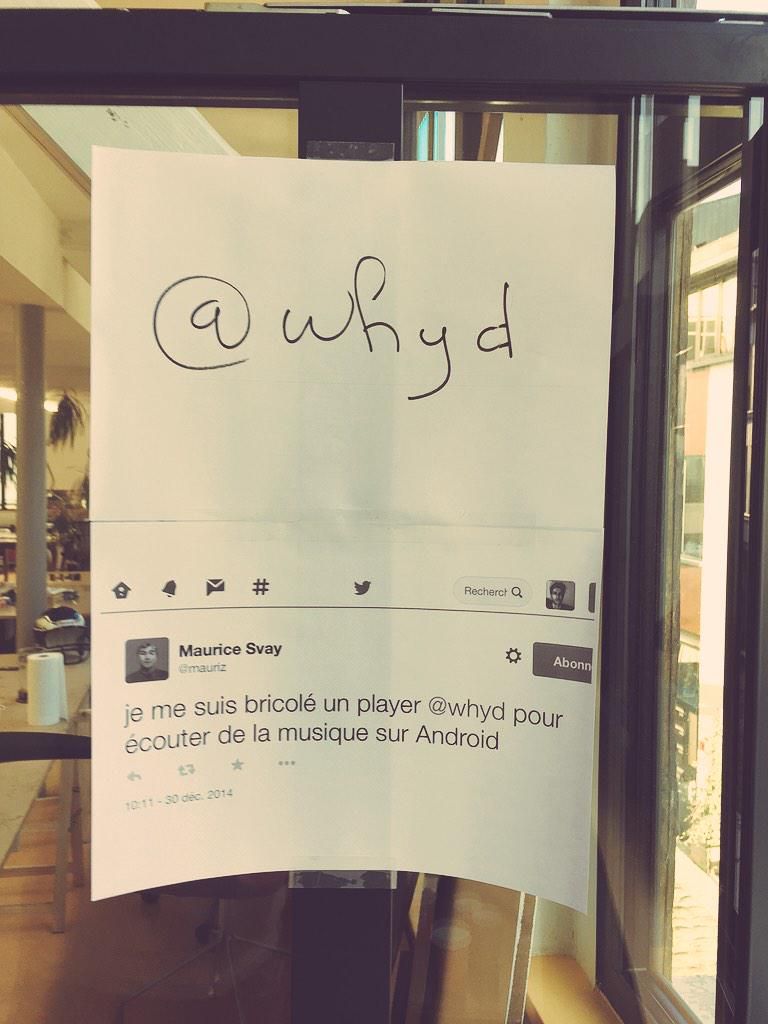 @whyd
#
Recherch
Maurice Svay
@mauriz
Abonn
je me suis bricolé un player @whyd pour
écouter de la musique sur Android
10:11 - 30 déc. 2014